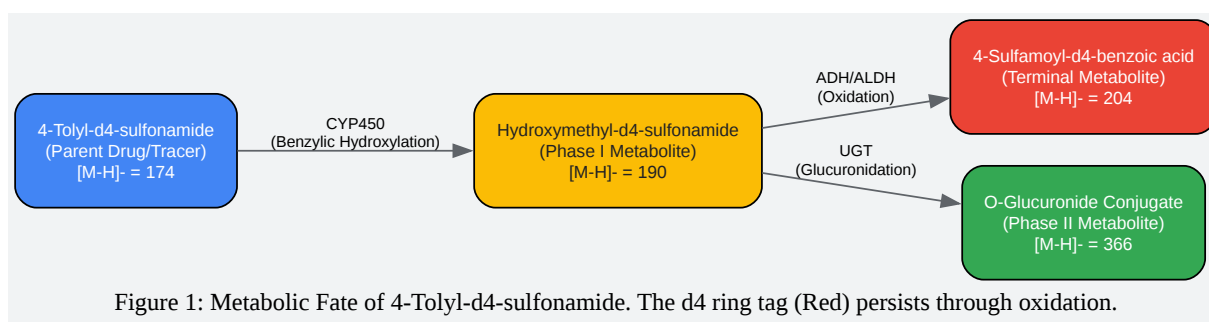 4-Tolyl-d4-sulfonamide
(Parent Drug/Tracer)
[M-H]- = 174
CYP450
(Benzylic Hydroxylation)
Hydroxymethyl-d4-sulfonamide
(Phase I Metabolite)
[M-H]- = 190
ADH/ALDH
(Oxidation)
4-Sulfamoyl-d4-benzoic acid
(Terminal Metabolite)
[M-H]- = 204
UGT
(Glucuronidation)
O-Glucuronide Conjugate
(Phase II Metabolite)
[M-H]- = 366
Figure 1: Metabolic Fate of 4-Tolyl-d4-sulfonamide. The d4 ring tag (Red) persists through oxidation.